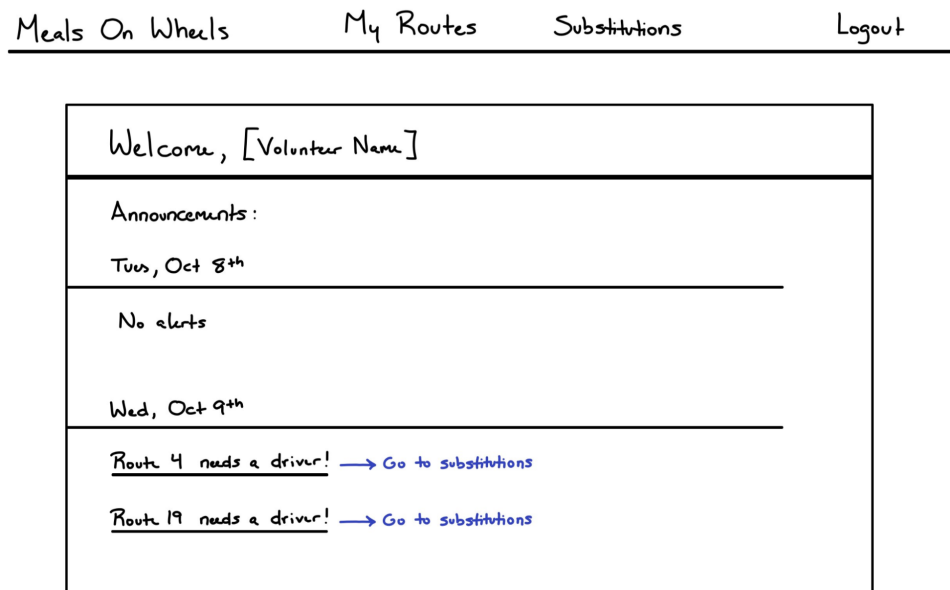 Meals On Wheels My Routes Substitutions Logout
Welcome, [Volunteer Name]
Announcements:
Tues, Oct 8th
No alerts
Wed, Oct 9th
Route 4 needs a driver! → Go to substitutions
Route 19 needs a driver! → Go to substitutions